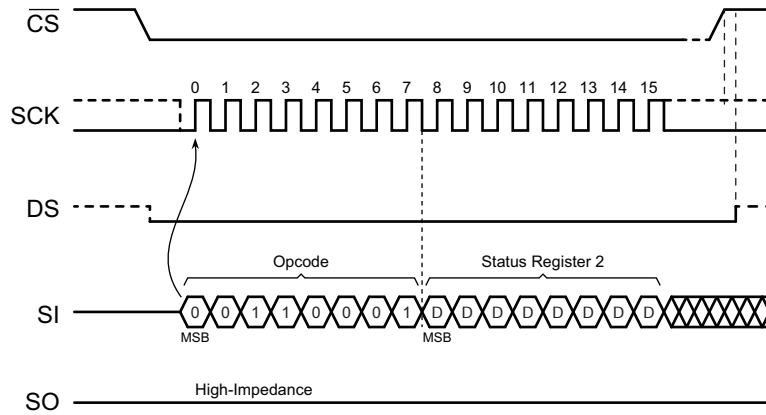 CS
0 1 2 3 4 5 6 7 8 9 10 11 12 13 14 15
SCK
DS
Opcode Status Register 2
SI 0 0 1 1 0 0 0 1 D D D D D D D D
MSB MSB
High-Impedance
SO